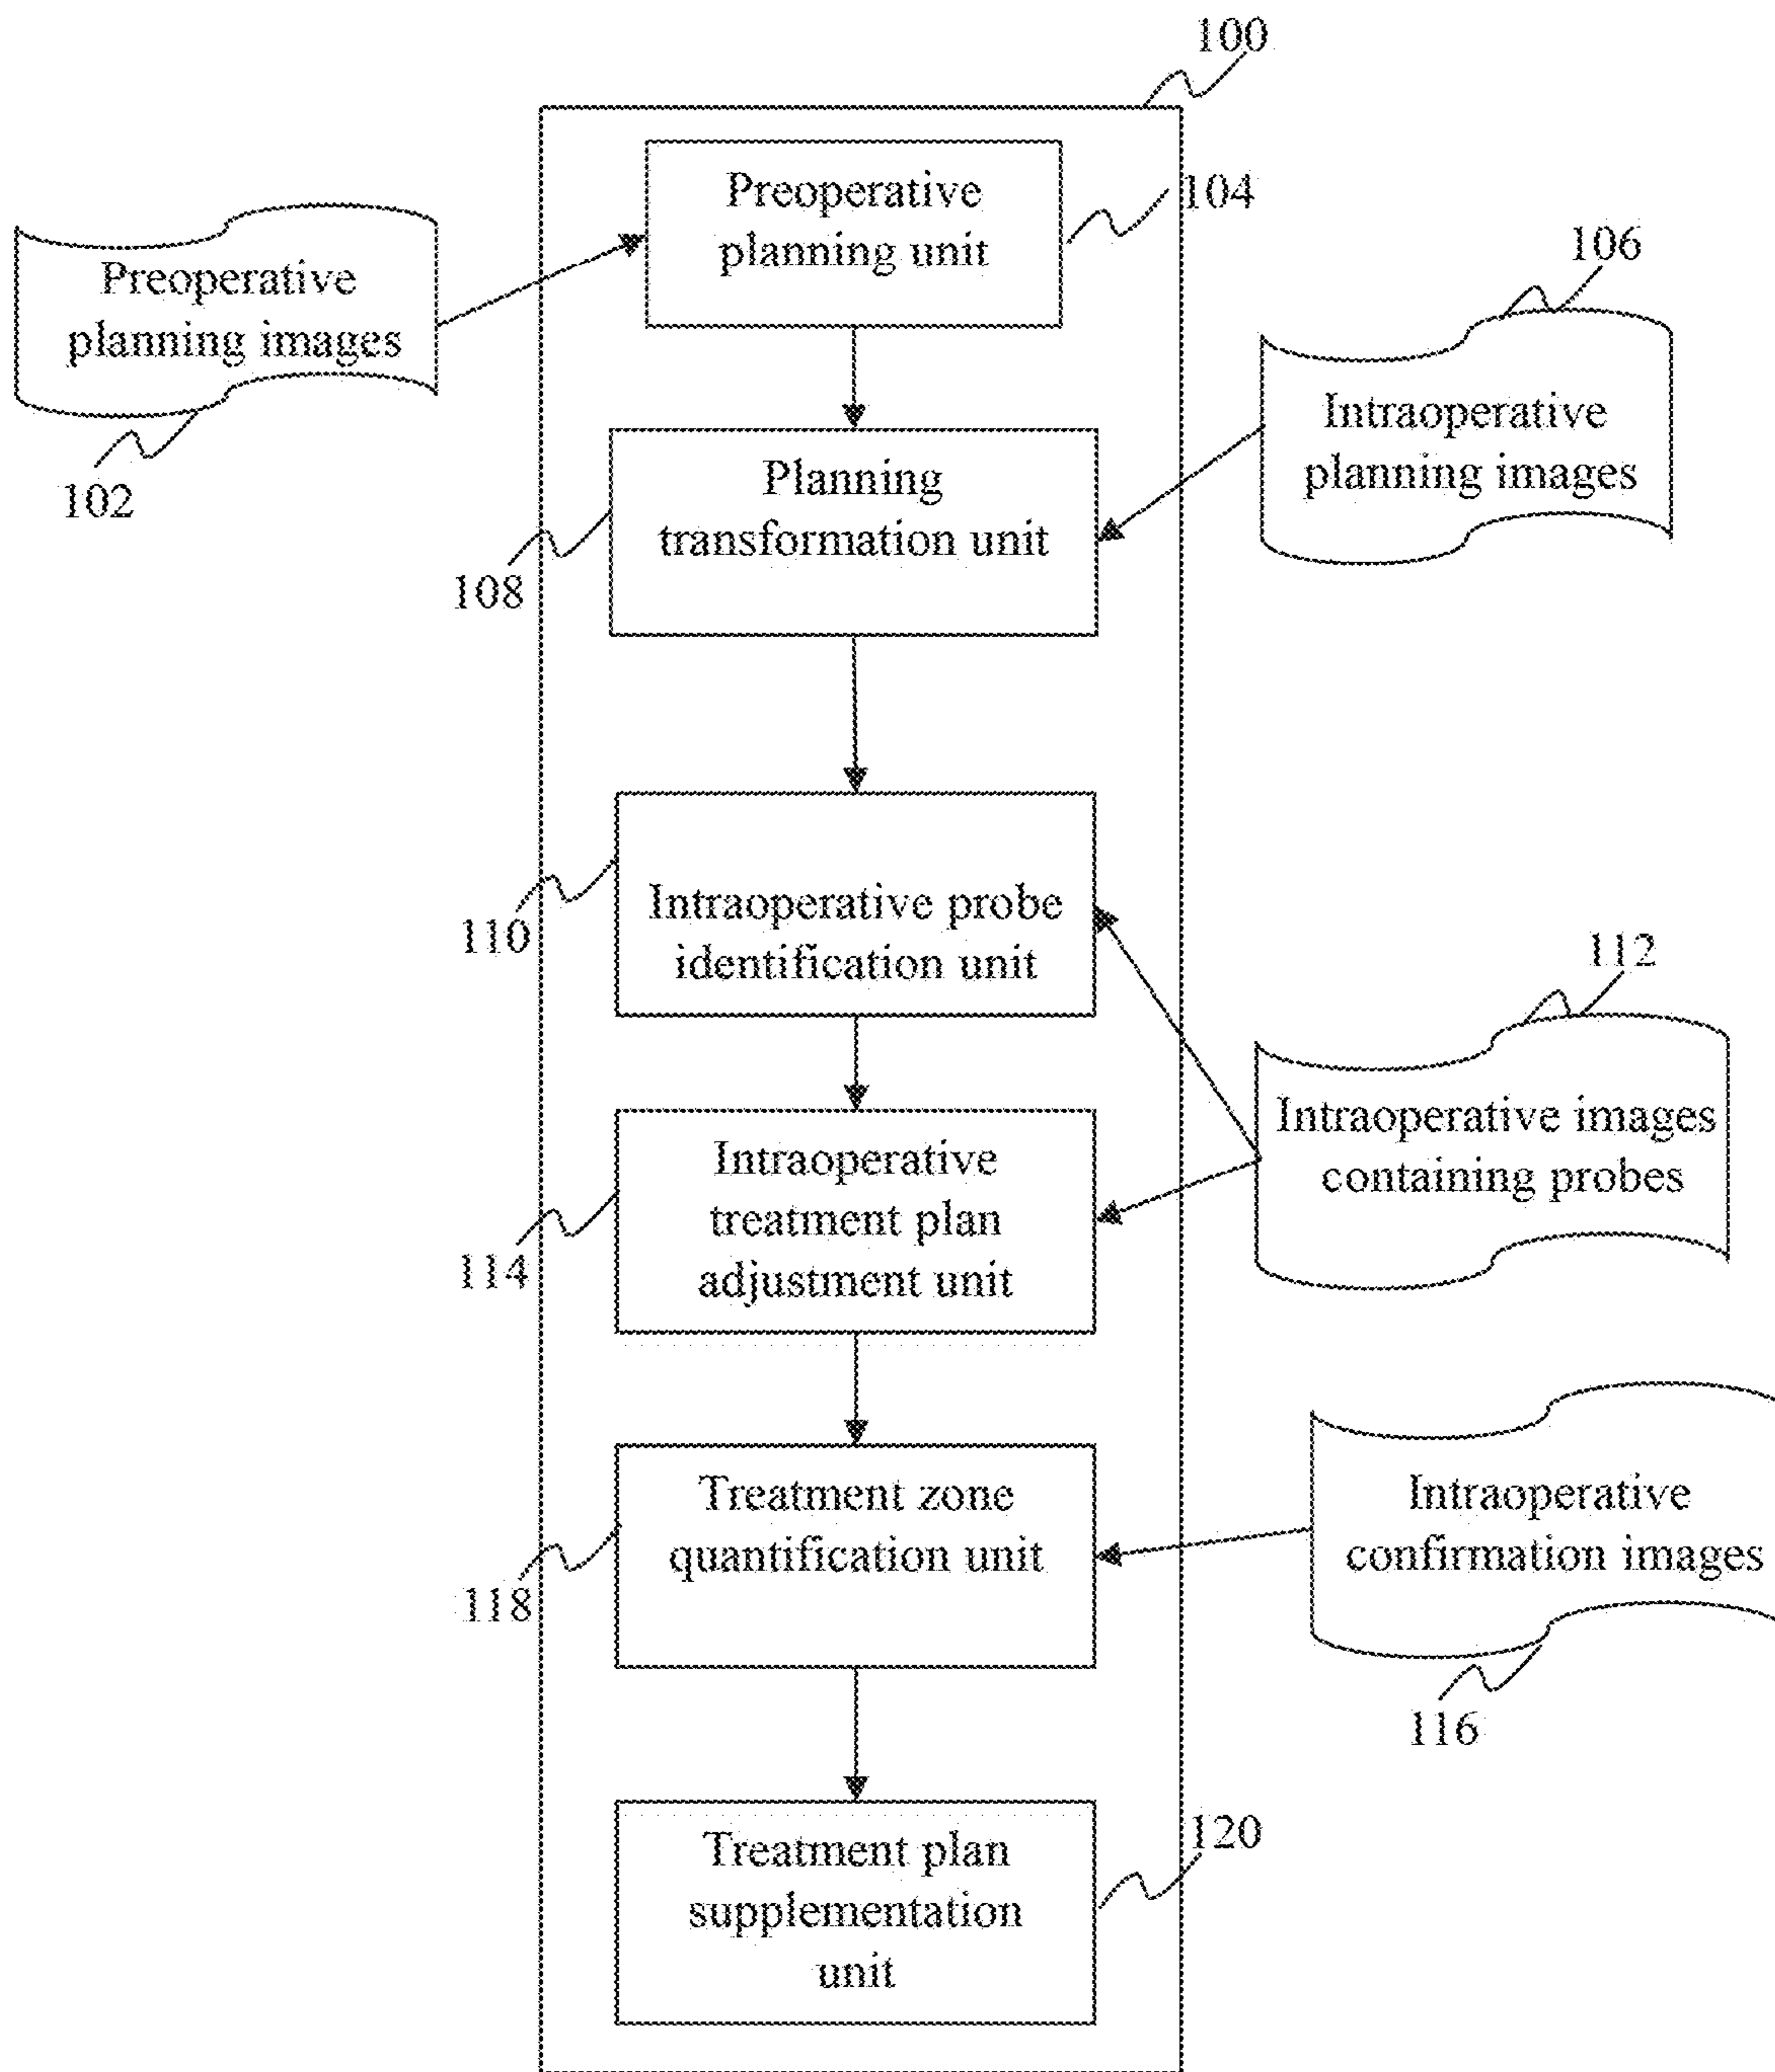 100
Preoperative
planning unit
104
Preoperative
planning images
102
106
Intraoperative
planning images
Planning
transformation unit
108
110
Intraoperative probe
identification unit
112
Intraoperative images
containing probes
Intraoperative
treatment plan
adjustment unit
114
Treatment zone
quantification unit
118
Intraoperative
confirmation images
116
120
Treatment plan
supplementation
unit